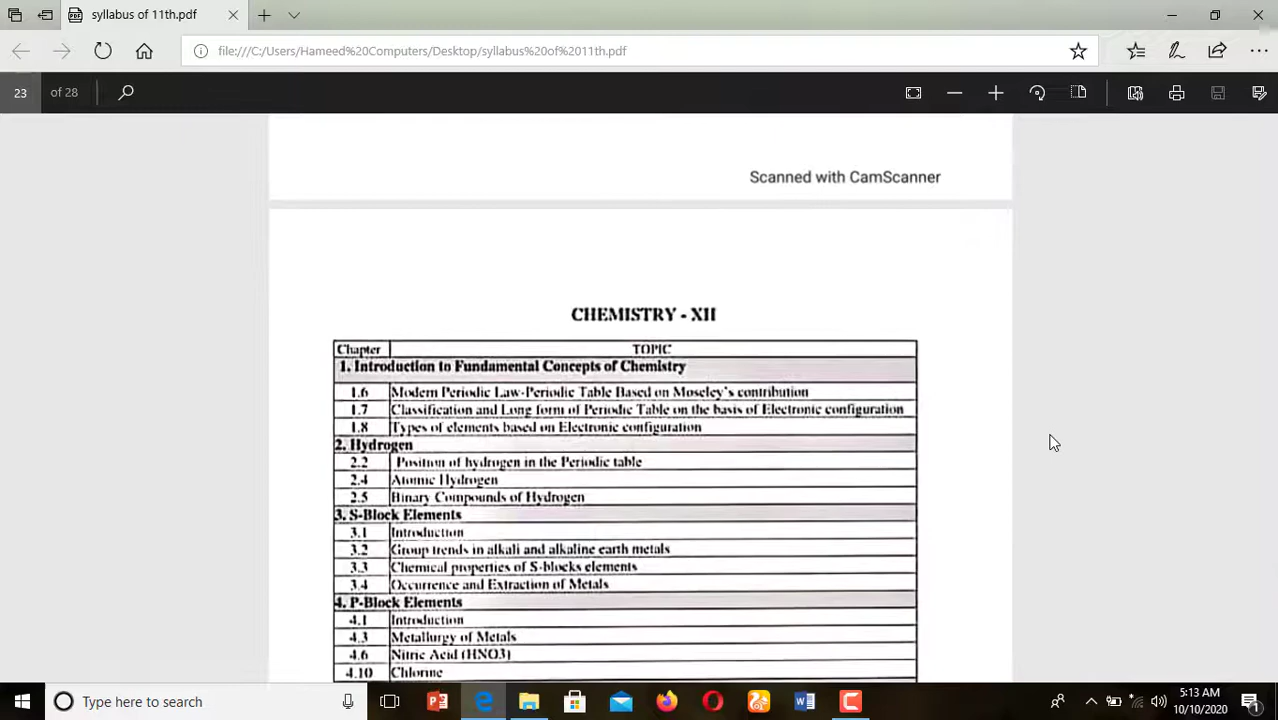 syllabus of 11th.pdf
file:///C:/Users/Hameed%20Computers/Desktop/syllabus%20of%2011th.pdf
23 of 28
Scanned with CamScanner
CHEMISTRY - XII
Chapter TOPIC
1. Introduction to Fundamental Concepts of Chemistry
1.6 Modern Periodic Law-Periodic Table Based on Moseley's contribution
1.7 Classification and Long form of Periodic Table on the basis of Electronic configuration
1.8 Types of elements based on Electronic configuration
2. Hydrogen
2.2 Position of hydrogen in the Periodic table
2.4 Atomic Hydrogen
2.5 Binary Compounds of Hydrogen
3. S-Block Elements
3.1 Introduction
3.2 Group trends in alkali and alkaline earth metals
3.3 Chemical properties of S-blocks elements
3.4 Occurrence and Extraction of Metals
4. P-Block Elements
4.1 Introduction
4.3 Metallurgy of Metals
4.6 Nitric Acid (HNO3)
4.10 Chlorine
Type here to search
5:13 AM
10/10/2020